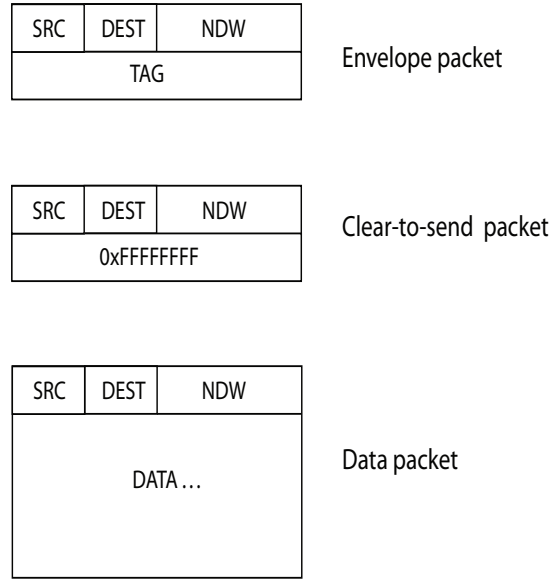 SRC DEST NDW
TAG
Envelope packet
SRC DEST NDW
0xFFFFFFFF
Clear-to-send packet
SRC DEST NDW
DATA ...
Data packet